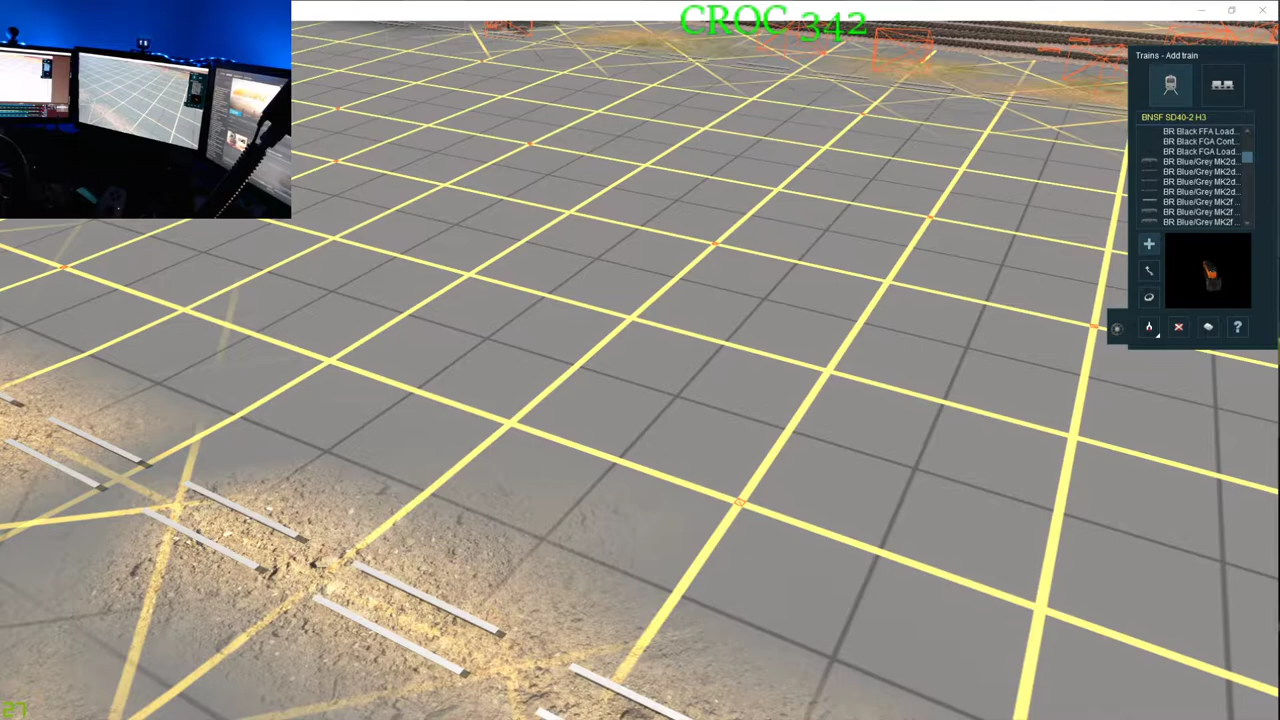 CROC 342
Trains - Add train
BNSF SD40-2 H3
BR Black FFA Load...
BR Black FGA Cont...
BR Black FGA Load...
BR Blue/Grey MK2d...
BR Blue/Grey MK2d...
BR Blue/Grey MK2d...
BR Blue/Grey MK2d...
BR Blue/Grey MK2f ...
BR Blue/Grey MK2f ...
BR Blue/Grey MK2f ...
?
27